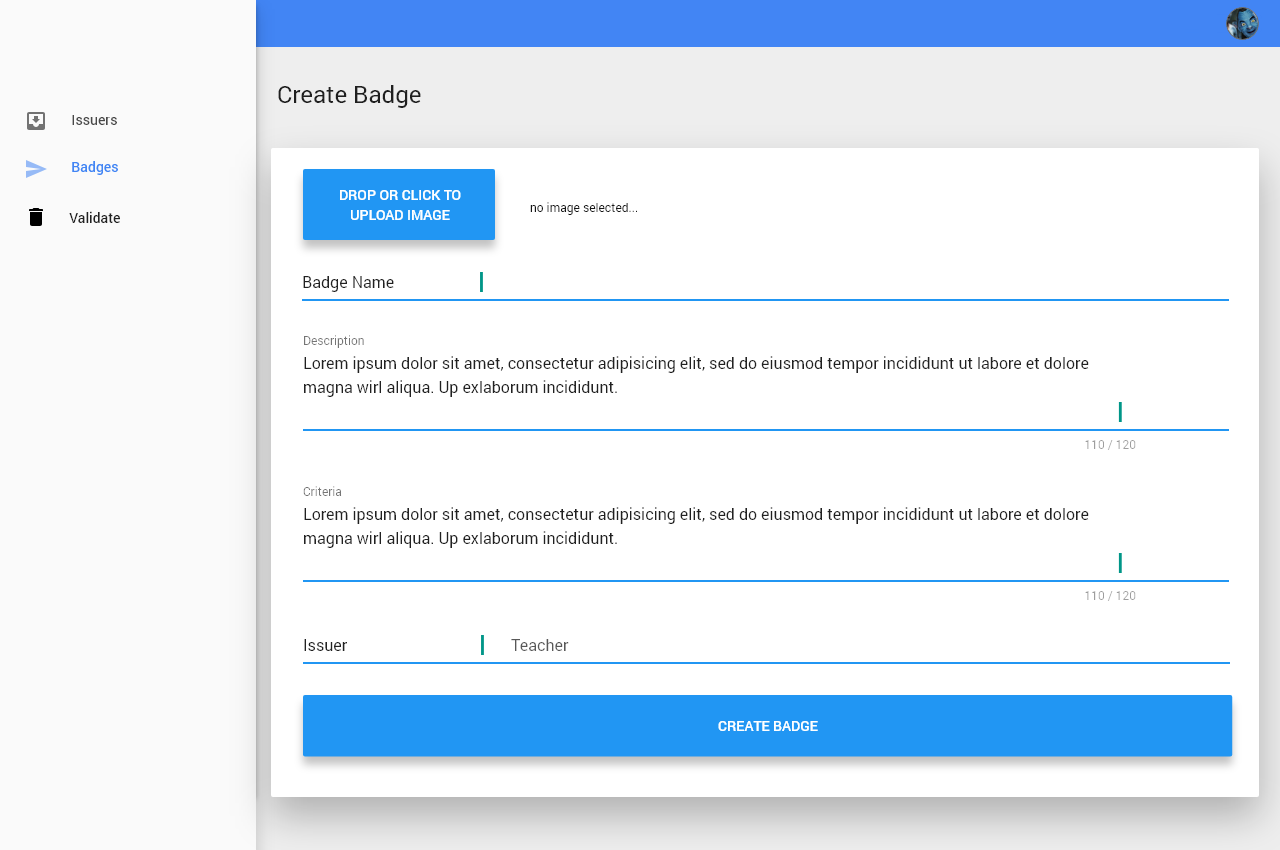 Issuers
Badges
Validate
Create Badge
DROP OR CLICK TO
UPLOAD IMAGE
no image selected...
Badge Name
Description
Lorem ipsum dolor sit amet, consectetur adipisicing elit, sed do eiusmod tempor incididunt ut labore et dolore
magna wirl aliqua. Up exlaborum incididunt.
110 / 120
Criteria
Lorem ipsum dolor sit amet, consectetur adipisicing elit, sed do eiusmod tempor incididunt ut labore et dolore
magna wirl aliqua. Up exlaborum incididunt.
110 / 120
Issuer Teacher
CREATE BADGE